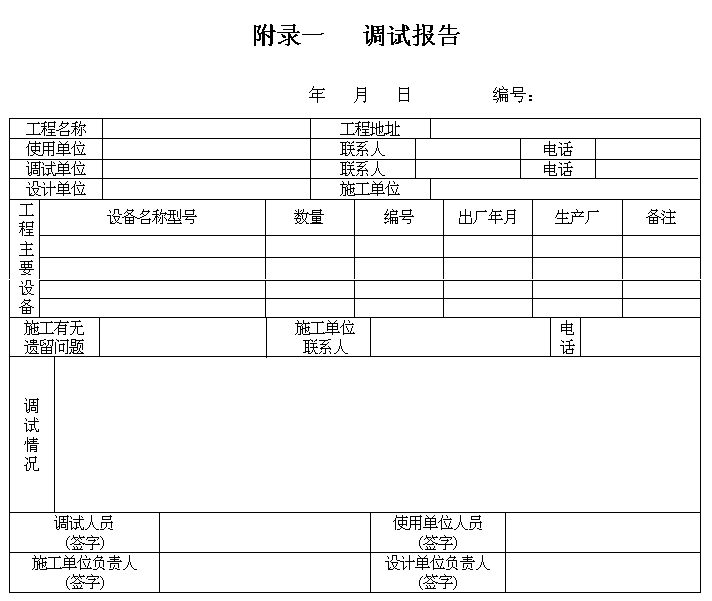 附录一 调试报告
年 月 日 编号：
工程名称 工程地址
使用单位 联系人 电话
调试单位 联系人 电话
设计单位 施工单位
工程主要设备 设备名称型号 数量 编号 出厂年月 生产厂 备注
施工有无 施工单位 电
遗留问题 联系人 话
调
试
情
况
调试人员 使用单位人员
(签字) (签字)
施工单位负责人 设计单位负责人
(签字) (签字)